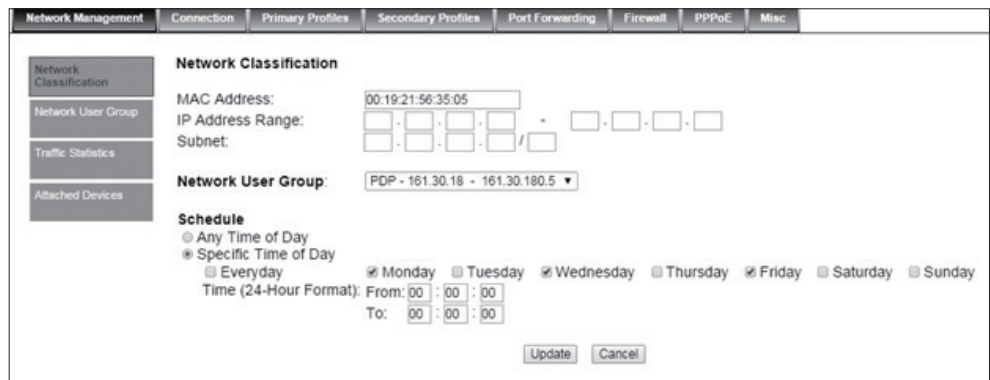 Network Management Connection Primary Profiles Secondary Profiles Port Forwarding Firewall PPPoE Misc
Network Classification
Network User Group
Traffic Statistics
Attached Devices
Network Classification
MAC Address: 00:19:21:56:35:05
IP Address Range: . . . - . . .
Subnet: . . . /
Network User Group: PDP - 161.30.18 - 161.30.180.5
Schedule
Any Time of Day
Specific Time of Day
Everyday Monday Tuesday Wednesday Thursday Friday Saturday Sunday
Time (24-Hour Format): From: 00 : 00 : 00
To: 00 : 00 : 00
Update Cancel